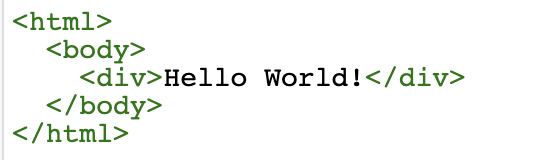 <html>
  <body>
    <div>Hello World!</div>
  </body>
</html>